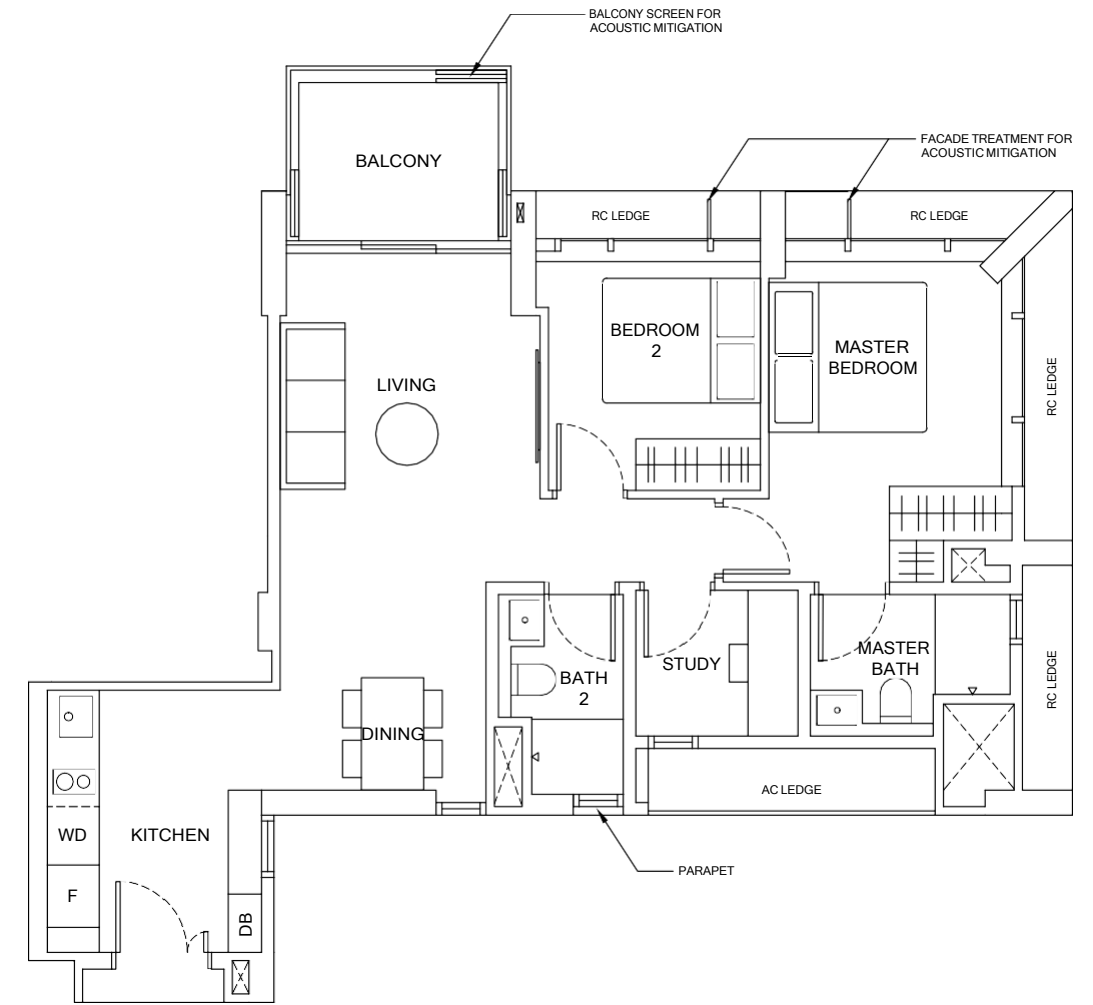 BALCONY SCREEN FOR
ACOUSTIC MITIGATION
FACADE TREATMENT FOR
ACOUSTIC MITIGATION
BALCONY
RC LEDGE
RC LEDGE
BEDROOM
2
MASTER
BEDROOM
LIVING
RC LEDGE
STUDY
MASTER
BATH
BATH
2
RC LEDGE
DINING
AC LEDGE
WD
KITCHEN
PARAPET
F
DB